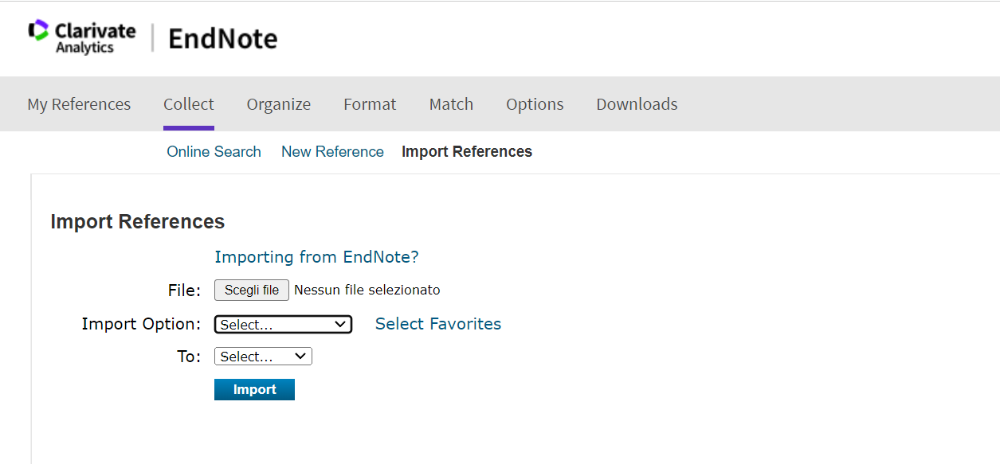 Clarivate
Analytics
EndNote
My References Collect Organize Format Match Options Downloads
Online Search New Reference Import References
Import References
Importing from EndNote?
File: Scegli file Nessun file selezionato
Import Option: Select... Select Favorites
To: Select...
Import